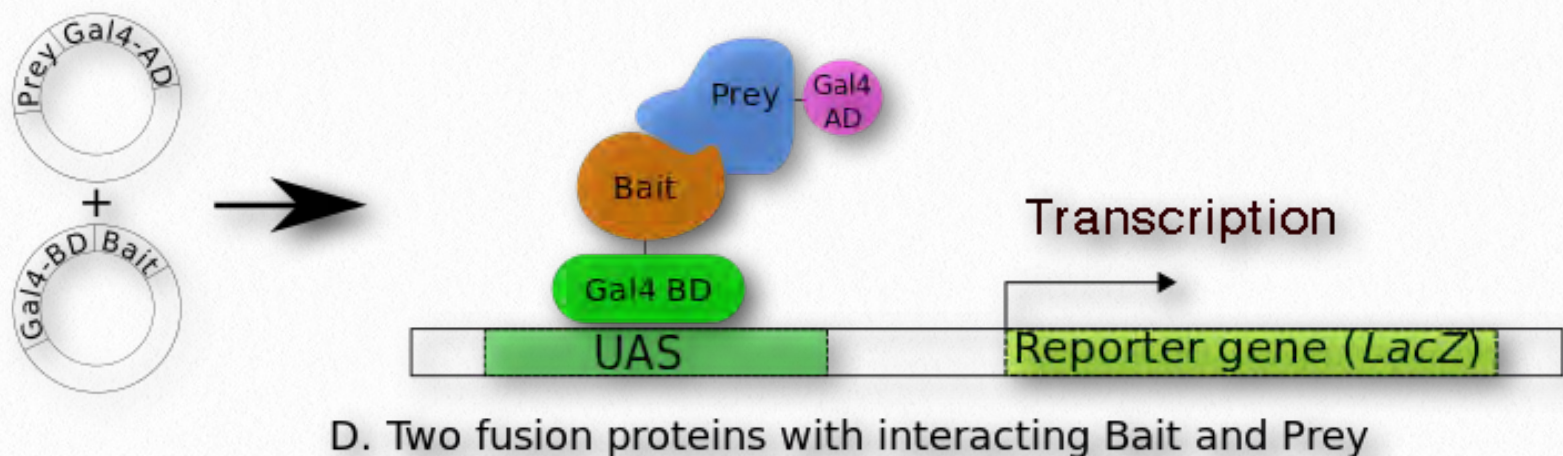 Prey Gal4-AD
+
Gal4-BD Bait
Prey
Gal4
AD
Bait
Gal4 BD
Transcription
UAS
Reporter gene (LacZ)
D. Two fusion proteins with interacting Bait and Prey